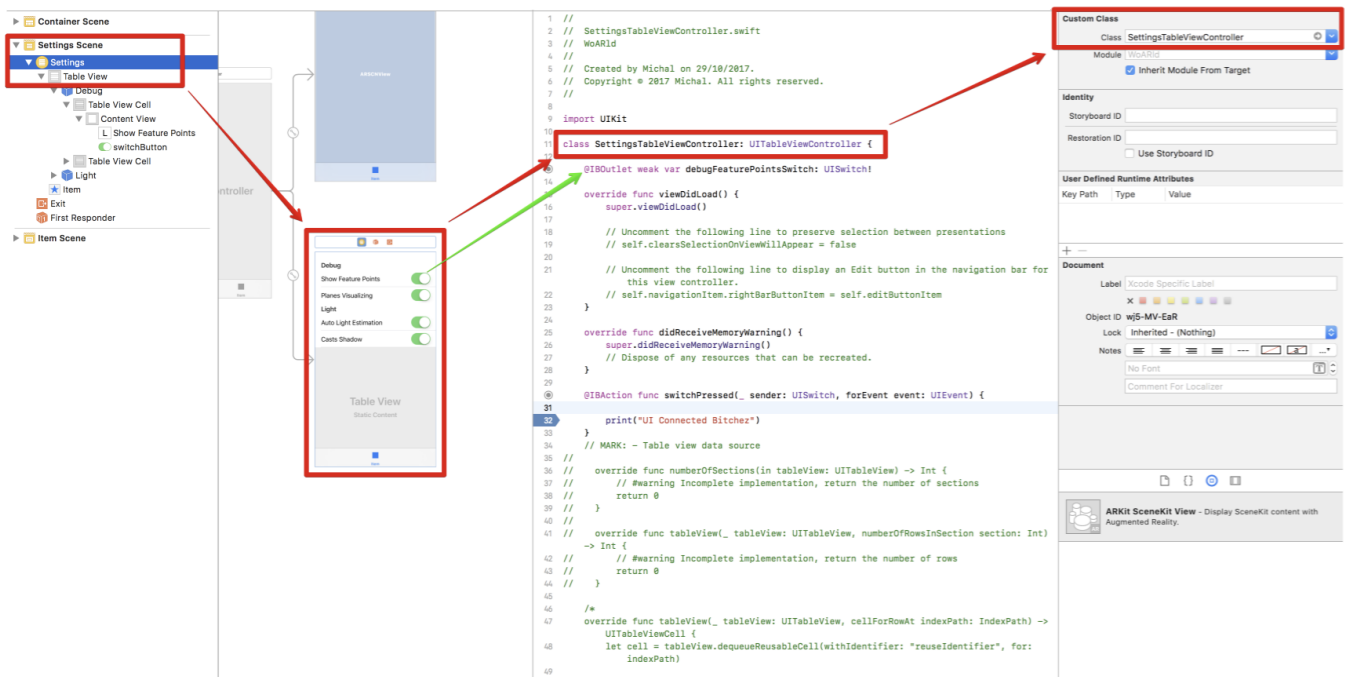 Container Scene
Settings Scene
Settings
Table View
Debug
Table View Cell
Content View
L Show Feature Points
switchButton
Table View Cell
Light
Item
Exit
First Responder
Item Scene
ARSCNView
Item
ntroller
Item
Debug
Show Feature Points
Planes Visualizing
Light
Auto Light Estimation
Casts Shadow
Table View
Static Content
Item
1 //
2 // SettingsTableViewController.swift
3 // WoARld
4 //
5 // Created by Michal on 29/10/2017.
6 // Copyright © 2017 Michal. All rights reserved.
7 //
8
9 import UIKit
10
11 class SettingsTableViewController: UITableViewController {
12
@IBOutlet weak var debugFeaturePointsSwitch: UISwitch!
14
15 override func viewDidLoad() {
16 super.viewDidLoad()
17
18 // Uncomment the following line to preserve selection between presentations
19 // self.clearsSelectionOnViewWillAppear = false
20
21 // Uncomment the following line to display an Edit button in the navigation bar for
this view controller.
22 // self.navigationItem.rightBarButtonItem = self.editButtonItem
23 }
24
25 override func didReceiveMemoryWarning() {
26 super.didReceiveMemoryWarning()
27 // Dispose of any resources that can be recreated.
28 }
29
@IBAction func switchPressed(_ sender: UISwitch, forEvent event: UIEvent) {
31
32 print("UI Connected Bitchez")
33 }
34 // MARK: - Table view data source
35 //
36 // override func numberOfSections(in tableView: UITableView) -> Int {
37 // // #warning Incomplete implementation, return the number of sections
38 // return 0
39 // }
40 //
41 // override func tableView(_ tableView: UITableView, numberOfRowsInSection section: Int)
-> Int {
42 // // #warning Incomplete implementation, return the number of rows
43 // return 0
44 // }
45
46 /*
47 override func tableView(_ tableView: UITableView, cellForRowAt indexPath: IndexPath) ->
UITableViewCell {
48 let cell = tableView.dequeueReusableCell(withIdentifier: "reuseIdentifier", for:
indexPath)
49
Custom Class
Class SettingsTableViewController
Module WoARld
Inherit Module From Target
Identity
Storyboard ID
Restoration ID
Use Storyboard ID
User Defined Runtime Attributes
Key Path Type Value
+ −
Document
Label Xcode Specific Label
Object ID wj5-MV-EaR
Lock Inherited - (Nothing)
Notes
No Font
Comment For Localizer
ARKit SceneKit View - Display SceneKit content with
Augmented Reality.